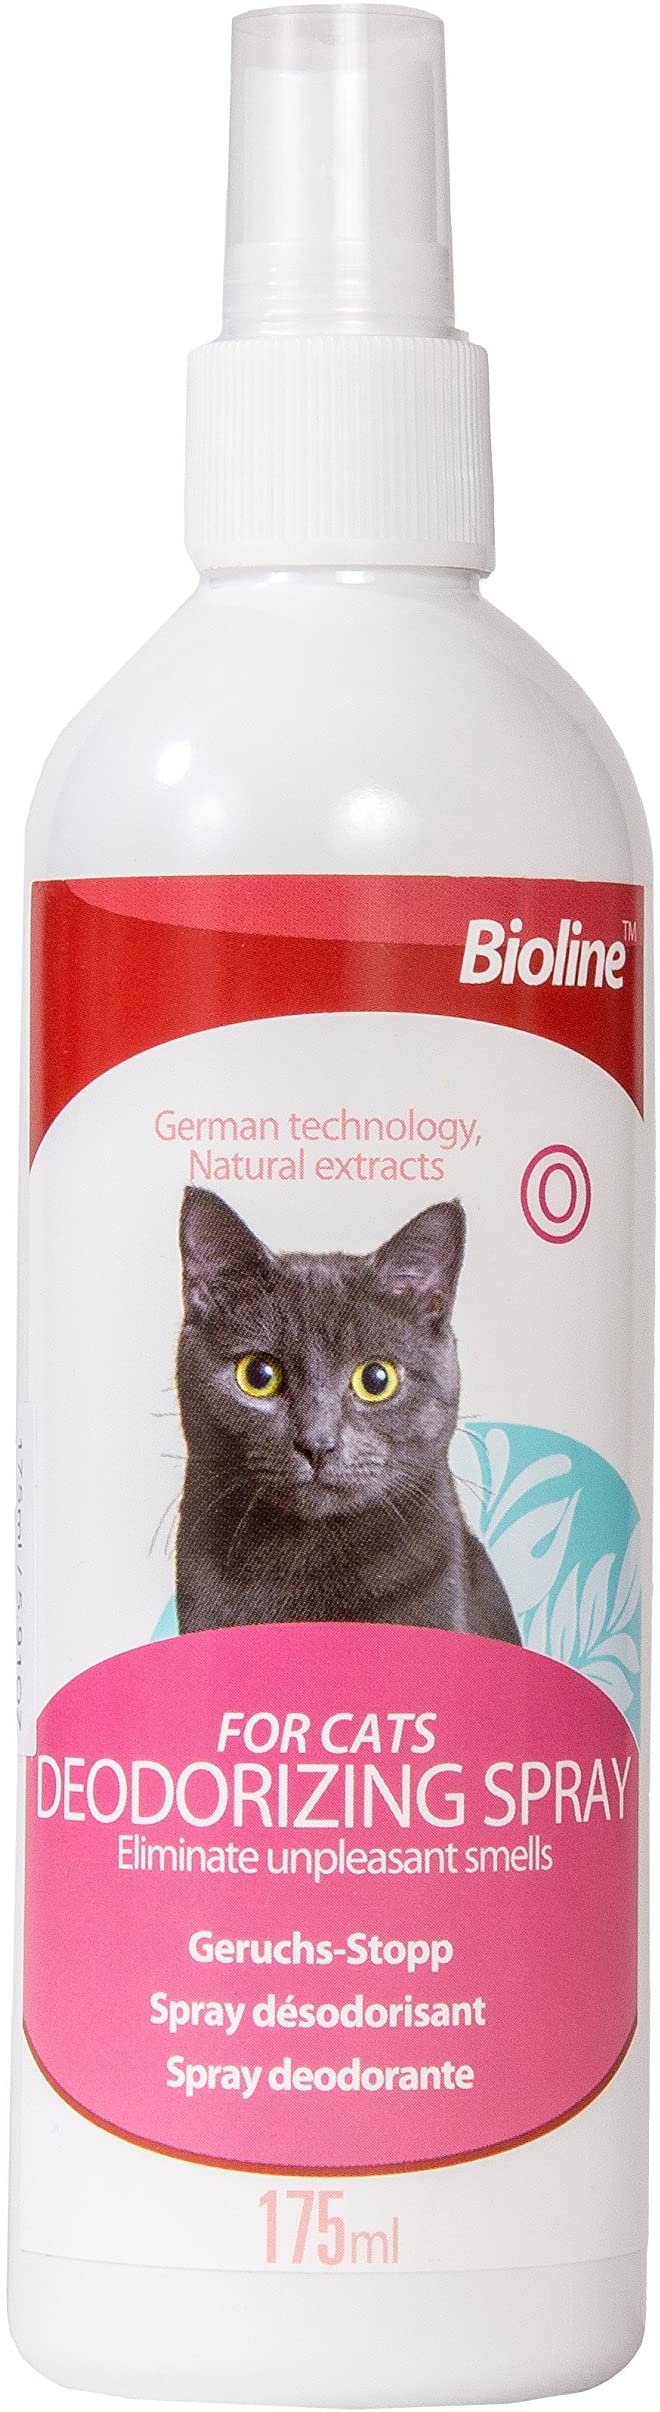 Bioline™
German technology,
Natural extracts
O
FOR CATS
DEODORIZING SPRAY
Eliminate unpleasant smells
Geruchs-Stopp
Spray désodorisant
Spray deodorante
175ml